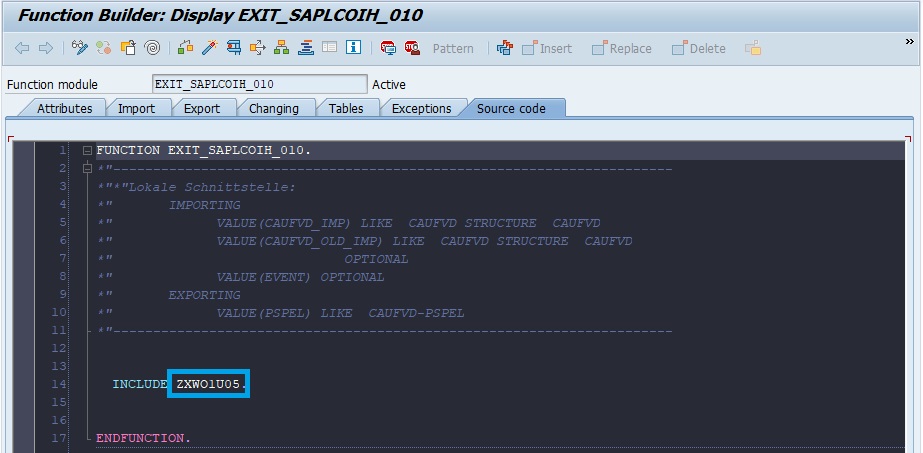 Function Builder: Display EXIT_SAPLCOIH_010
Pattern Insert Replace Delete
Function module EXIT_SAPLCOIH_010 Active
Attributes Import Export Changing Tables Exceptions Source code
1 FUNCTION EXIT_SAPLCOIH_010.
2 *"----------------------------------------------------------------------
3 *"*"Lokale Schnittstelle:
4 *" IMPORTING
5 *" VALUE(CAUFVD_IMP) LIKE CAUFVD STRUCTURE CAUFVD
6 *" VALUE(CAUFVD_OLD_IMP) LIKE CAUFVD STRUCTURE CAUFVD
7 *" OPTIONAL
8 *" VALUE(EVENT) OPTIONAL
9 *" EXPORTING
10 *" VALUE(PSPEL) LIKE CAUFVD-PSPEL
11 *"----------------------------------------------------------------------
12
13
14 INCLUDE ZXWO1U05.
15
16
17 ENDFUNCTION.